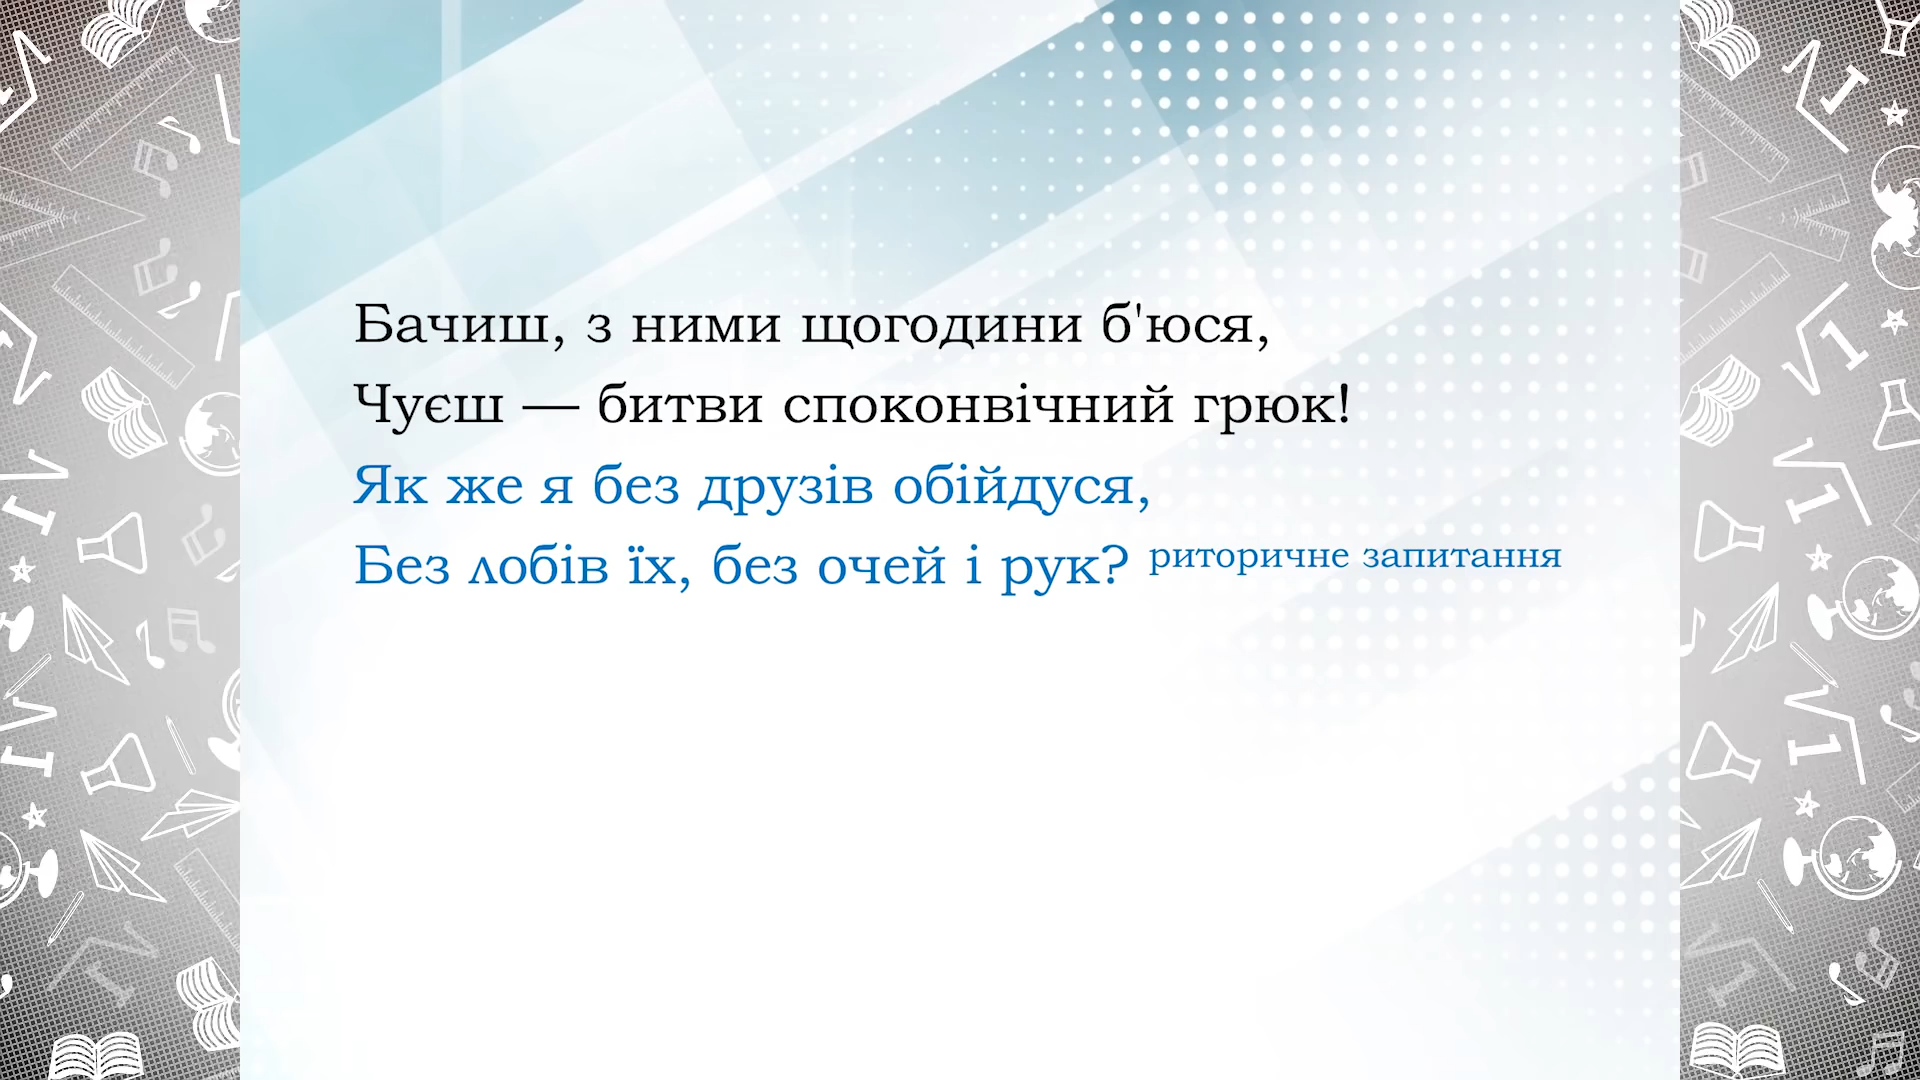 Бачиш, з ними щогодини б'юся,
Чуєш — битви споконвічний грюк!
Як же я без друзів обійдуся,
Без лобів їх, без очей і рук? риторичне запитання